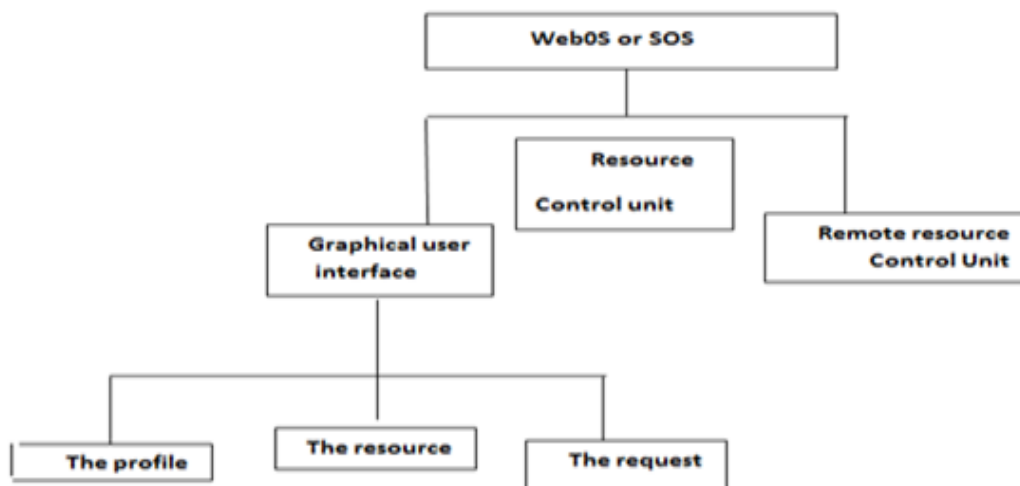 Web0S or SOS
Resource
Control unit
Graphical user
interface
Remote resource
Control Unit
The profile
The resource
The request